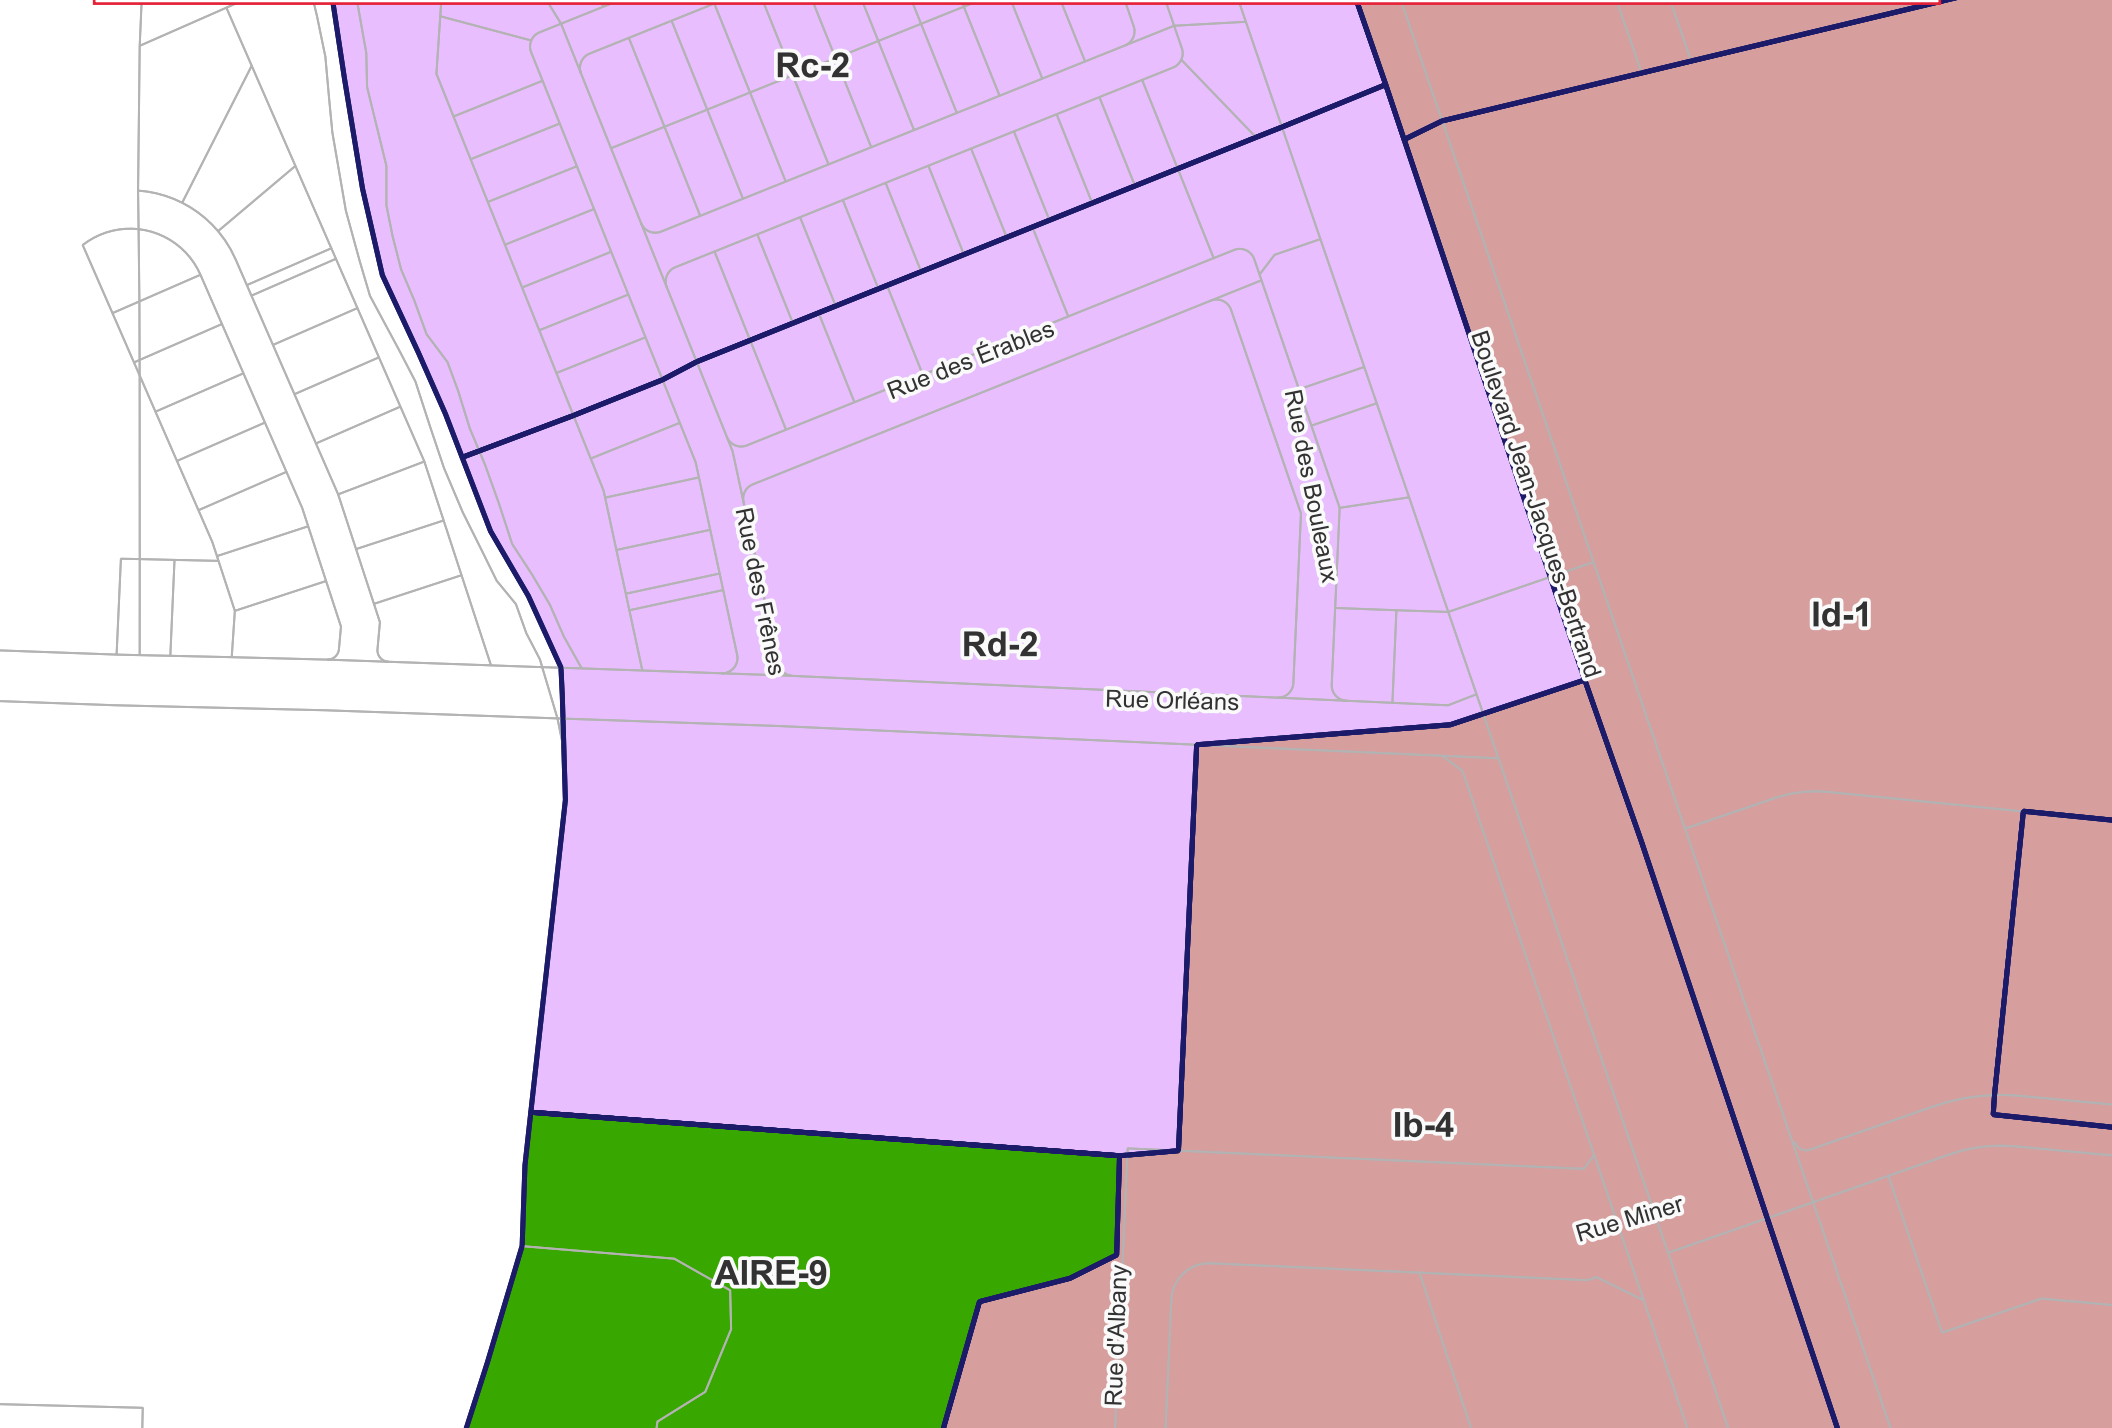 Rc-2
Rue des Érables
Boulevard Jean-Jacques-Bertrand
Rue des Bouleaux
Rue des Frênes
Id-1
Rd-2
Rue Orléans
Ib-4
Rue Miner
AIRE-9
Rue d'Albany